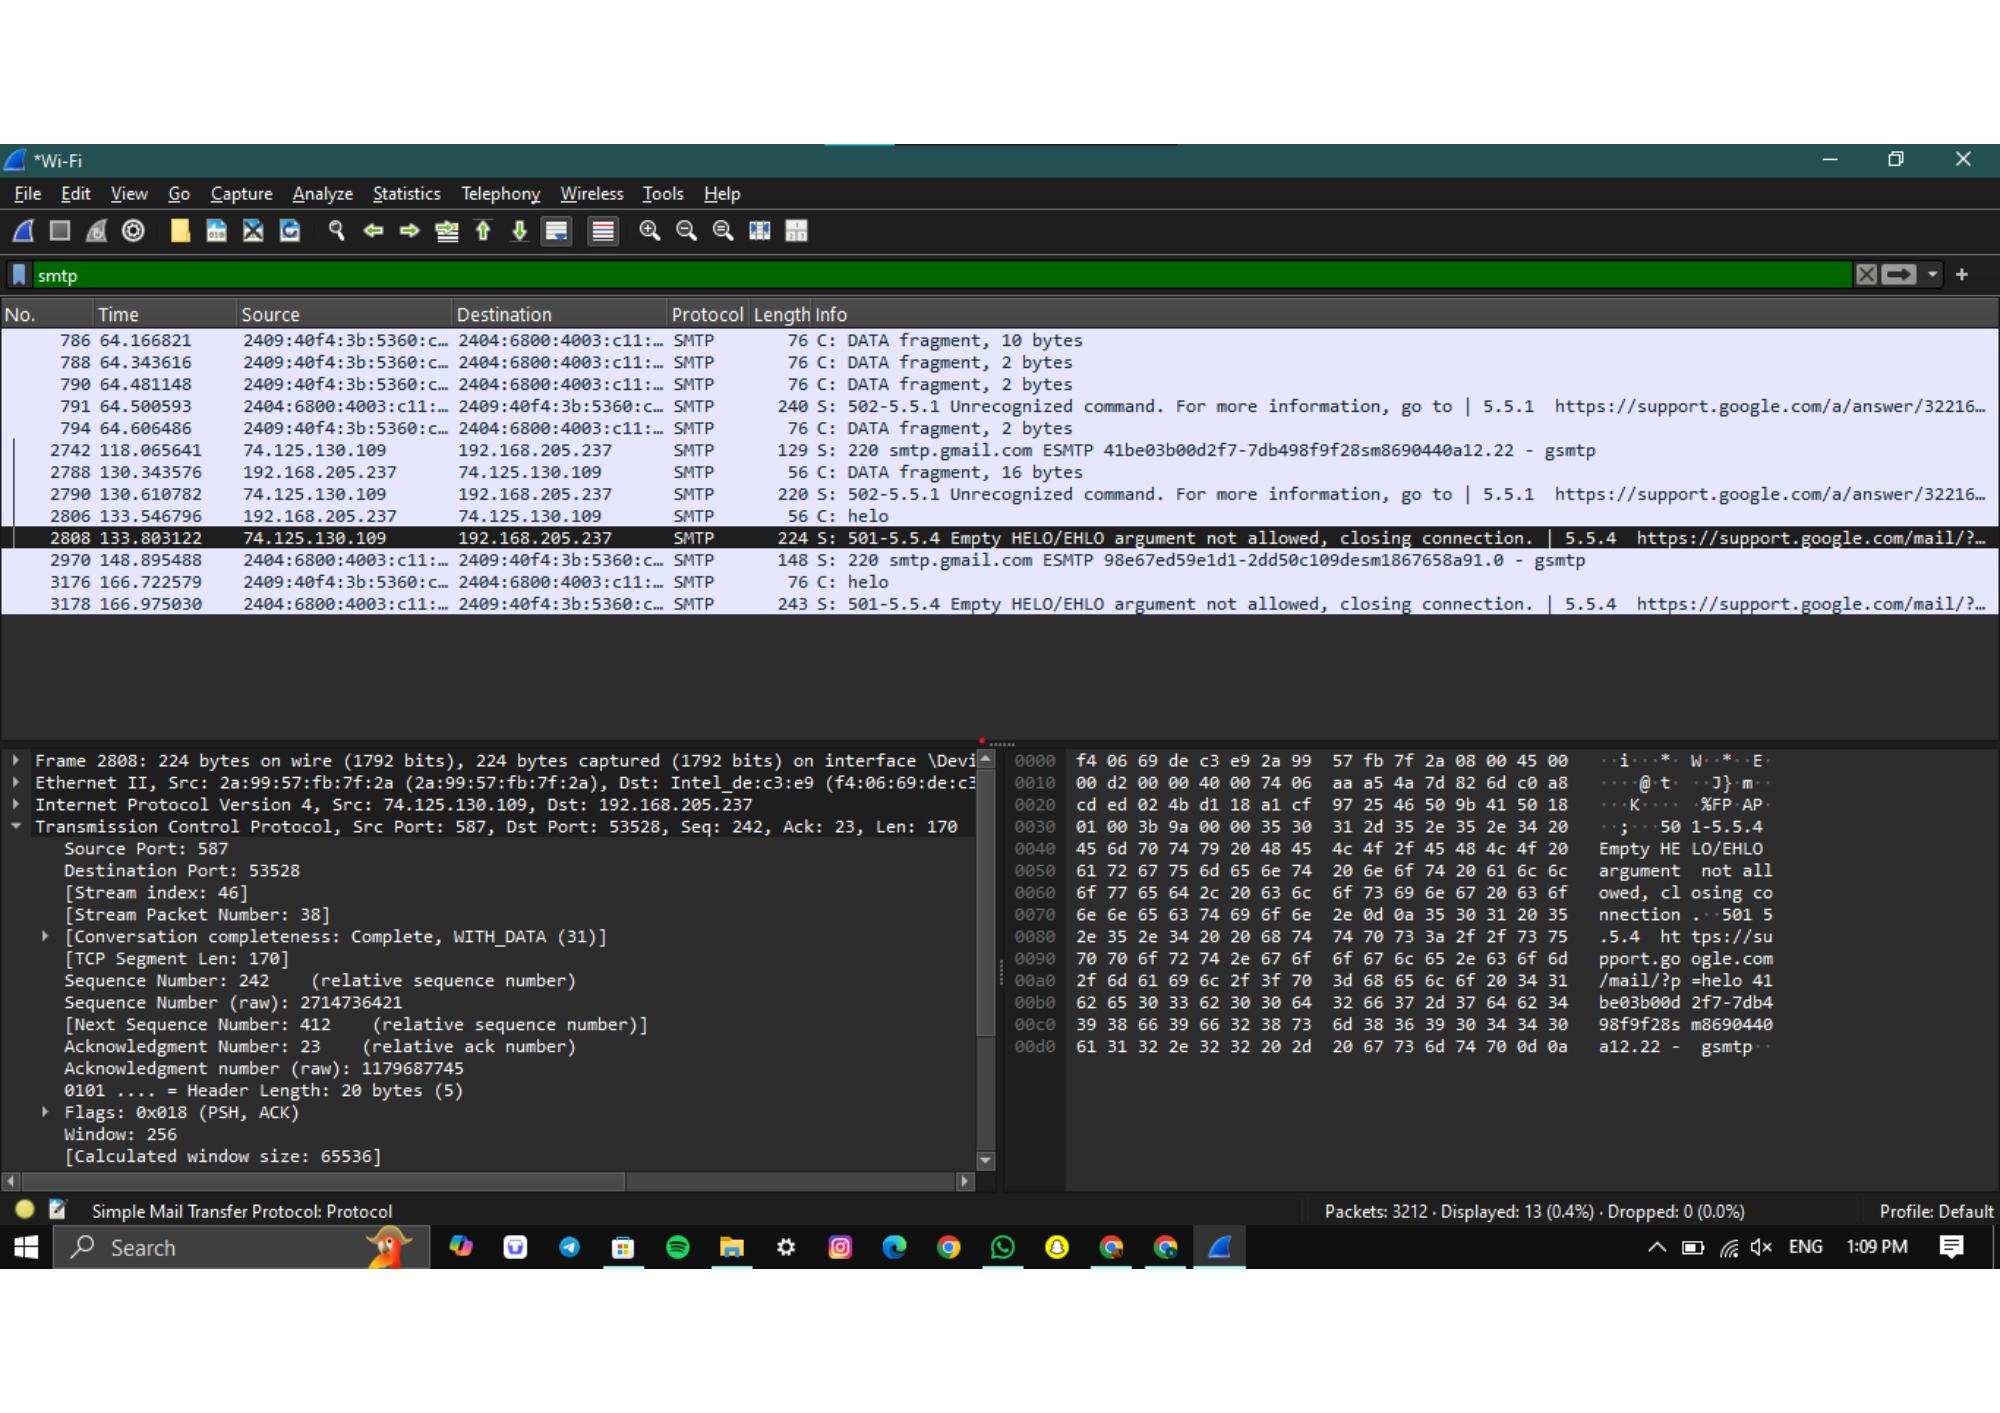 *Wi-Fi
File Edit View Go Capture Analyze Statistics Telephony Wireless Tools Help
smtp
No. Time Source Destination Protocol Length Info
786 64.166821 2409:40f4:3b:5360:c… 2404:6800:4003:c11:… SMTP 76 C: DATA fragment, 10 bytes
788 64.343616 2409:40f4:3b:5360:c… 2404:6800:4003:c11:… SMTP 76 C: DATA fragment, 2 bytes
790 64.481148 2409:40f4:3b:5360:c… 2404:6800:4003:c11:… SMTP 76 C: DATA fragment, 2 bytes
791 64.500593 2404:6800:4003:c11:… 2409:40f4:3b:5360:c… SMTP 240 S: 502-5.5.1 Unrecognized command. For more information, go to | 5.5.1 https://support.google.com/a/answer/32216…
794 64.606486 2409:40f4:3b:5360:c… 2404:6800:4003:c11:… SMTP 76 C: DATA fragment, 2 bytes
2742 118.065641 74.125.130.109 192.168.205.237 SMTP 129 S: 220 smtp.gmail.com ESMTP 41be03b00d2f7-7db498f9f28sm8690440a12.22 - gsmtp
2788 130.343576 192.168.205.237 74.125.130.109 SMTP 56 C: DATA fragment, 16 bytes
2790 130.610782 74.125.130.109 192.168.205.237 SMTP 220 S: 502-5.5.1 Unrecognized command. For more information, go to | 5.5.1 https://support.google.com/a/answer/32216…
2806 133.546796 192.168.205.237 74.125.130.109 SMTP 56 C: helo
2808 133.803122 74.125.130.109 192.168.205.237 SMTP 224 S: 501-5.5.4 Empty HELO/EHLO argument not allowed, closing connection. | 5.5.4 https://support.google.com/mail/?…
2970 148.895488 2404:6800:4003:c11:… 2409:40f4:3b:5360:c… SMTP 148 S: 220 smtp.gmail.com ESMTP 98e67ed59e1d1-2dd50c109desm1867658a91.0 - gsmtp
3176 166.722579 2409:40f4:3b:5360:c… 2404:6800:4003:c11:… SMTP 76 C: helo
3178 166.975030 2404:6800:4003:c11:… 2409:40f4:3b:5360:c… SMTP 243 S: 501-5.5.4 Empty HELO/EHLO argument not allowed, closing connection. | 5.5.4 https://support.google.com/mail/?…
Frame 2808: 224 bytes on wire (1792 bits), 224 bytes captured (1792 bits) on interface \Devi
Ethernet II, Src: 2a:99:57:fb:7f:2a (2a:99:57:fb:7f:2a), Dst: Intel_de:c3:e9 (f4:06:69:de:c3
Internet Protocol Version 4, Src: 74.125.130.109, Dst: 192.168.205.237
Transmission Control Protocol, Src Port: 587, Dst Port: 53528, Seq: 242, Ack: 23, Len: 170
Source Port: 587
Destination Port: 53528
[Stream index: 46]
[Stream Packet Number: 38]
[Conversation completeness: Complete, WITH_DATA (31)]
[TCP Segment Len: 170]
Sequence Number: 242 (relative sequence number)
Sequence Number (raw): 2714736421
[Next Sequence Number: 412 (relative sequence number)]
Acknowledgment Number: 23 (relative ack number)
Acknowledgment number (raw): 1179687745
0101 .... = Header Length: 20 bytes (5)
Flags: 0x018 (PSH, ACK)
Window: 256
[Calculated window size: 65536]
0000 f4 06 69 de c3 e9 2a 99 57 fb 7f 2a 08 00 45 00 ··i···*· W··*··E·
0010 00 d2 00 00 40 00 74 06 aa a5 4a 7d 82 6d c0 a8 ····@·t· ··J}·m··
0020 cd ed 02 4b d1 18 a1 cf 97 25 46 50 9b 41 50 18 ···K···· ·%FP·AP·
0030 01 00 3b 9a 00 00 35 30 31 2d 35 2e 35 2e 34 20 ··;···50 1-5.5.4
0040 45 6d 70 74 79 20 48 45 4c 4f 2f 45 48 4c 4f 20 Empty HE LO/EHLO
0050 61 72 67 75 6d 65 6e 74 20 6e 6f 74 20 61 6c 6c argument not all
0060 6f 77 65 64 2c 20 63 6c 6f 73 69 6e 67 20 63 6f owed, cl osing co
0070 6e 6e 65 63 74 69 6f 6e 2e 0d 0a 35 30 31 20 35 nnection .··501 5
0080 2e 35 2e 34 20 20 68 74 74 70 73 3a 2f 2f 73 75 .5.4 ht tps://su
0090 70 70 6f 72 74 2e 67 6f 6f 67 6c 65 2e 63 6f 6d pport.go ogle.com
00a0 2f 6d 61 69 6c 2f 3f 70 3d 68 65 6c 6f 20 34 31 /mail/?p =helo 41
00b0 62 65 30 33 62 30 30 64 32 66 37 2d 37 64 62 34 be03b00d 2f7-7db4
00c0 39 38 66 39 66 32 38 73 6d 38 36 39 30 34 34 30 98f9f28s m8690440
00d0 61 31 32 2e 32 32 20 2d 20 67 73 6d 74 70 0d 0a a12.22 - gsmtp··
Simple Mail Transfer Protocol: Protocol
Packets: 3212 · Displayed: 13 (0.4%) · Dropped: 0 (0.0%)
Profile: Default
Search
ENG
1:09 PM